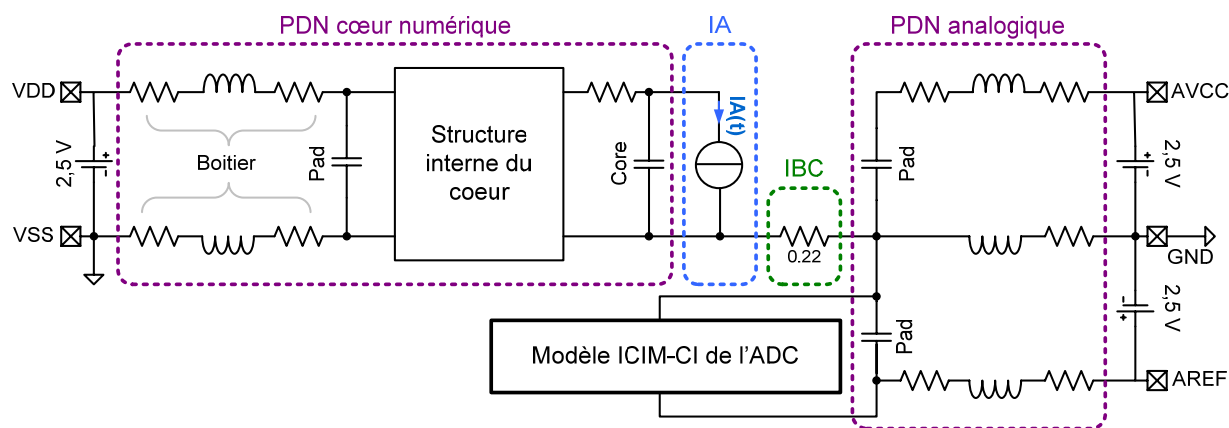 PDN cœur numérique
IA
PDN analogique
VDD
AVCC
IA(t)
2,5 V
Boitier
Pad
Structure
interne du
coeur
Core
Pad
2,5 V
IBC
VSS
0.22
GND
2,5 V
Pad
Modèle ICIM-CI de l'ADC
AREF